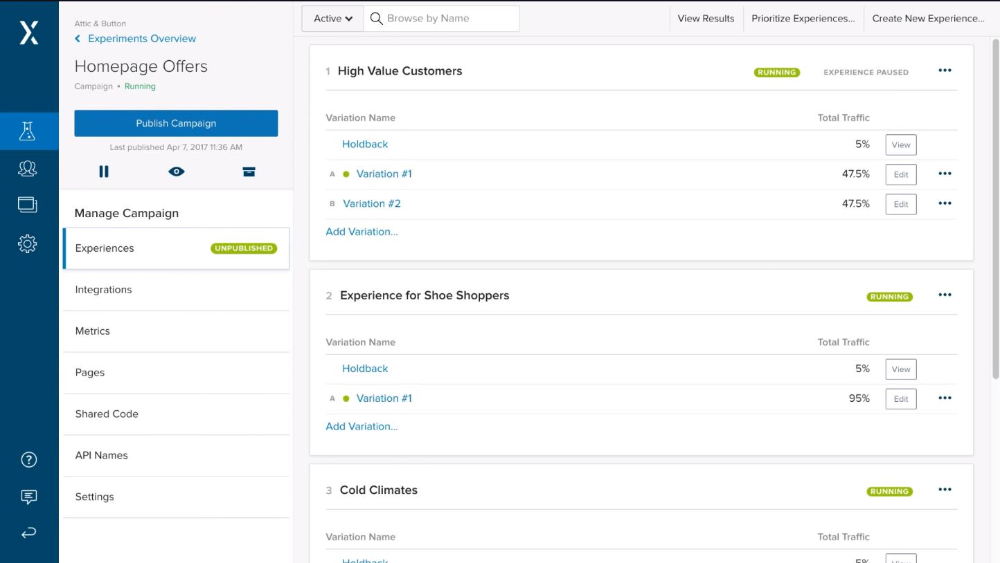 Attic & Button
Experiments Overview
Homepage Offers
Campaign • Running
Publish Campaign
Last published Apr 7, 2017 11:36 AM
Manage Campaign
Experiences UNPUBLISHED
Integrations
Metrics
Pages
Shared Code
API Names
Settings
Active Browse by Name View Results Prioritize Experiences... Create New Experience...
1 High Value Customers RUNNING EXPERIENCE PAUSED
Variation Name Total Traffic
Holdback 5% View
A Variation #1 47.5% Edit
B Variation #2 47.5% Edit
Add Variation...
2 Experience for Shoe Shoppers RUNNING
Variation Name Total Traffic
Holdback 5% View
A Variation #1 95% Edit
Add Variation...
3 Cold Climates RUNNING
Variation Name Total Traffic
Holdback 5% View